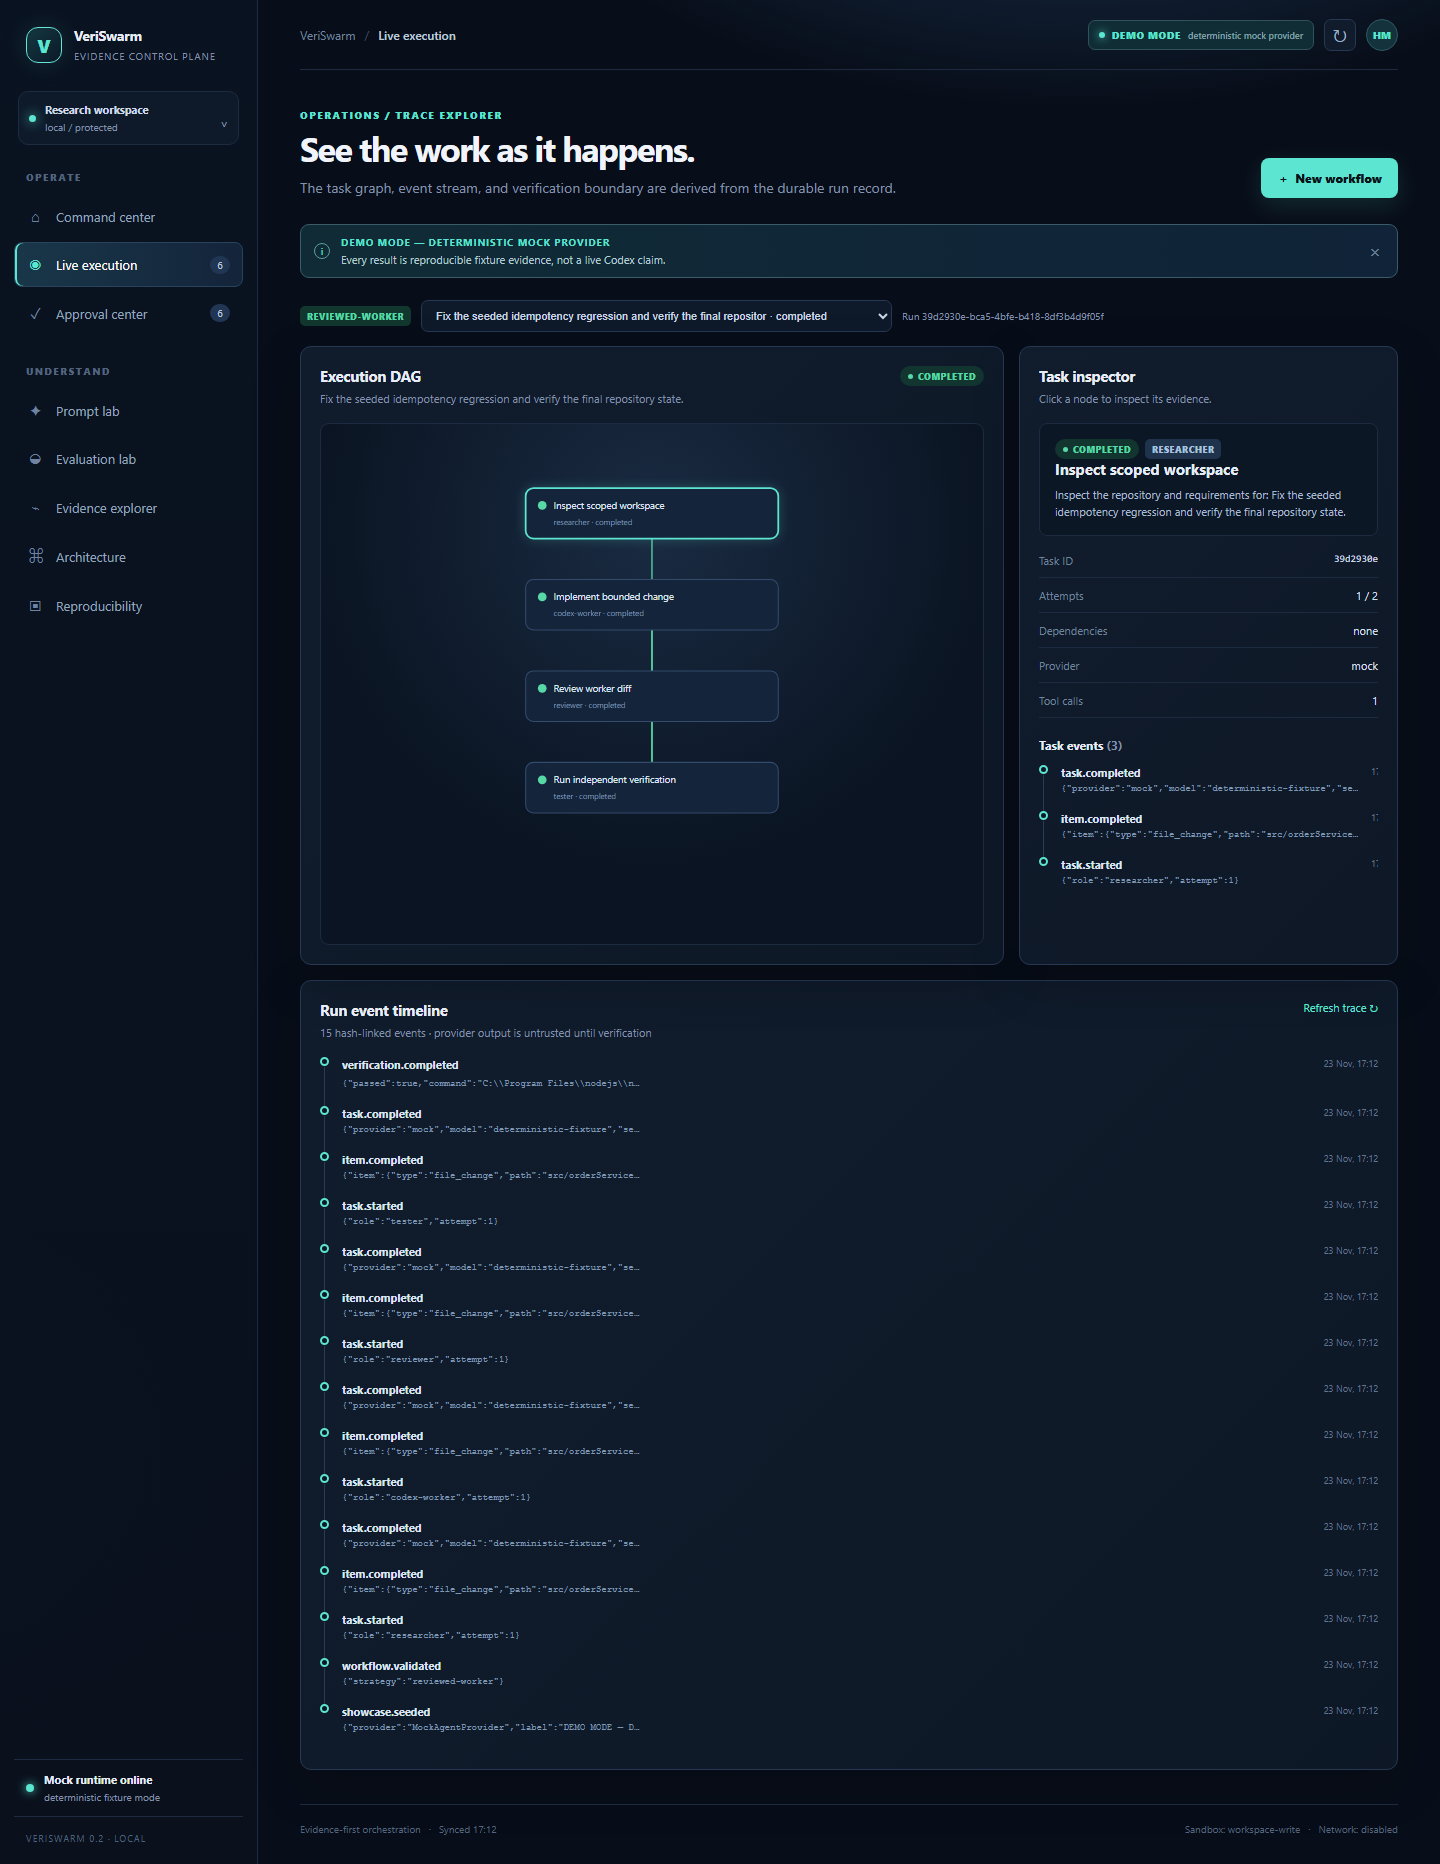 V
VeriSwarm
EVIDENCE CONTROL PLANE
Research workspace
local / protected
OPERATE
Command center
Live execution
6
Approval center
6
UNDERSTAND
Prompt lab
Evaluation lab
Evidence explorer
Architecture
Reproducibility
Mock runtime online
deterministic fixture mode
VERISWARM 0.2 · LOCAL
VeriSwarm / Live execution
DEMO MODE deterministic mock provider
HM
OPERATIONS / TRACE EXPLORER
See the work as it happens.
The task graph, event stream, and verification boundary are derived from the durable run record.
+ New workflow
DEMO MODE — DETERMINISTIC MOCK PROVIDER
Every result is reproducible fixture evidence, not a live Codex claim.
REVIEWED-WORKER
Fix the seeded idempotency regression and verify the final repositor · completed
Run 39d2930e-bca5-4bfe-b418-8df3b4d9f05f
Execution DAG
COMPLETED
Fix the seeded idempotency regression and verify the final repository state.
Inspect scoped workspace
researcher · completed
Implement bounded change
codex-worker · completed
Review worker diff
reviewer · completed
Run independent verification
tester · completed
Task inspector
Click a node to inspect its evidence.
COMPLETED
RESEARCHER
Inspect scoped workspace
Inspect the repository and requirements for: Fix the seeded
idempotency regression and verify the final repository state.
Task ID 39d2930e
Attempts 1 / 2
Dependencies none
Provider mock
Tool calls 1
Task events (3)
task.completed 17
{"provider":"mock","model":"deterministic-fixture","se…
item.completed 17
{"item":{"type":"file_change","path":"src/orderService…
task.started 17
{"role":"researcher","attempt":1}
Run event timeline
Refresh trace ↻
15 hash-linked events · provider output is untrusted until verification
verification.completed 23 Nov, 17:12
{"passed":true,"command":"C:\\Program Files\\nodejs\\n…
task.completed 23 Nov, 17:12
{"provider":"mock","model":"deterministic-fixture","se…
item.completed 23 Nov, 17:12
{"item":{"type":"file_change","path":"src/orderService…
task.started 23 Nov, 17:12
{"role":"tester","attempt":1}
task.completed 23 Nov, 17:12
{"provider":"mock","model":"deterministic-fixture","se…
item.completed 23 Nov, 17:12
{"item":{"type":"file_change","path":"src/orderService…
task.started 23 Nov, 17:12
{"role":"reviewer","attempt":1}
task.completed 23 Nov, 17:12
{"provider":"mock","model":"deterministic-fixture","se…
item.completed 23 Nov, 17:12
{"item":{"type":"file_change","path":"src/orderService…
task.started 23 Nov, 17:12
{"role":"codex-worker","attempt":1}
task.completed 23 Nov, 17:12
{"provider":"mock","model":"deterministic-fixture","se…
item.completed 23 Nov, 17:12
{"item":{"type":"file_change","path":"src/orderService…
task.started 23 Nov, 17:12
{"role":"researcher","attempt":1}
workflow.validated 23 Nov, 17:12
{"strategy":"reviewed-worker"}
showcase.seeded 23 Nov, 17:12
{"provider":"MockAgentProvider","label":"DEMO MODE — D…
Evidence-first orchestration · Synced 17:12
Sandbox: workspace-write · Network: disabled